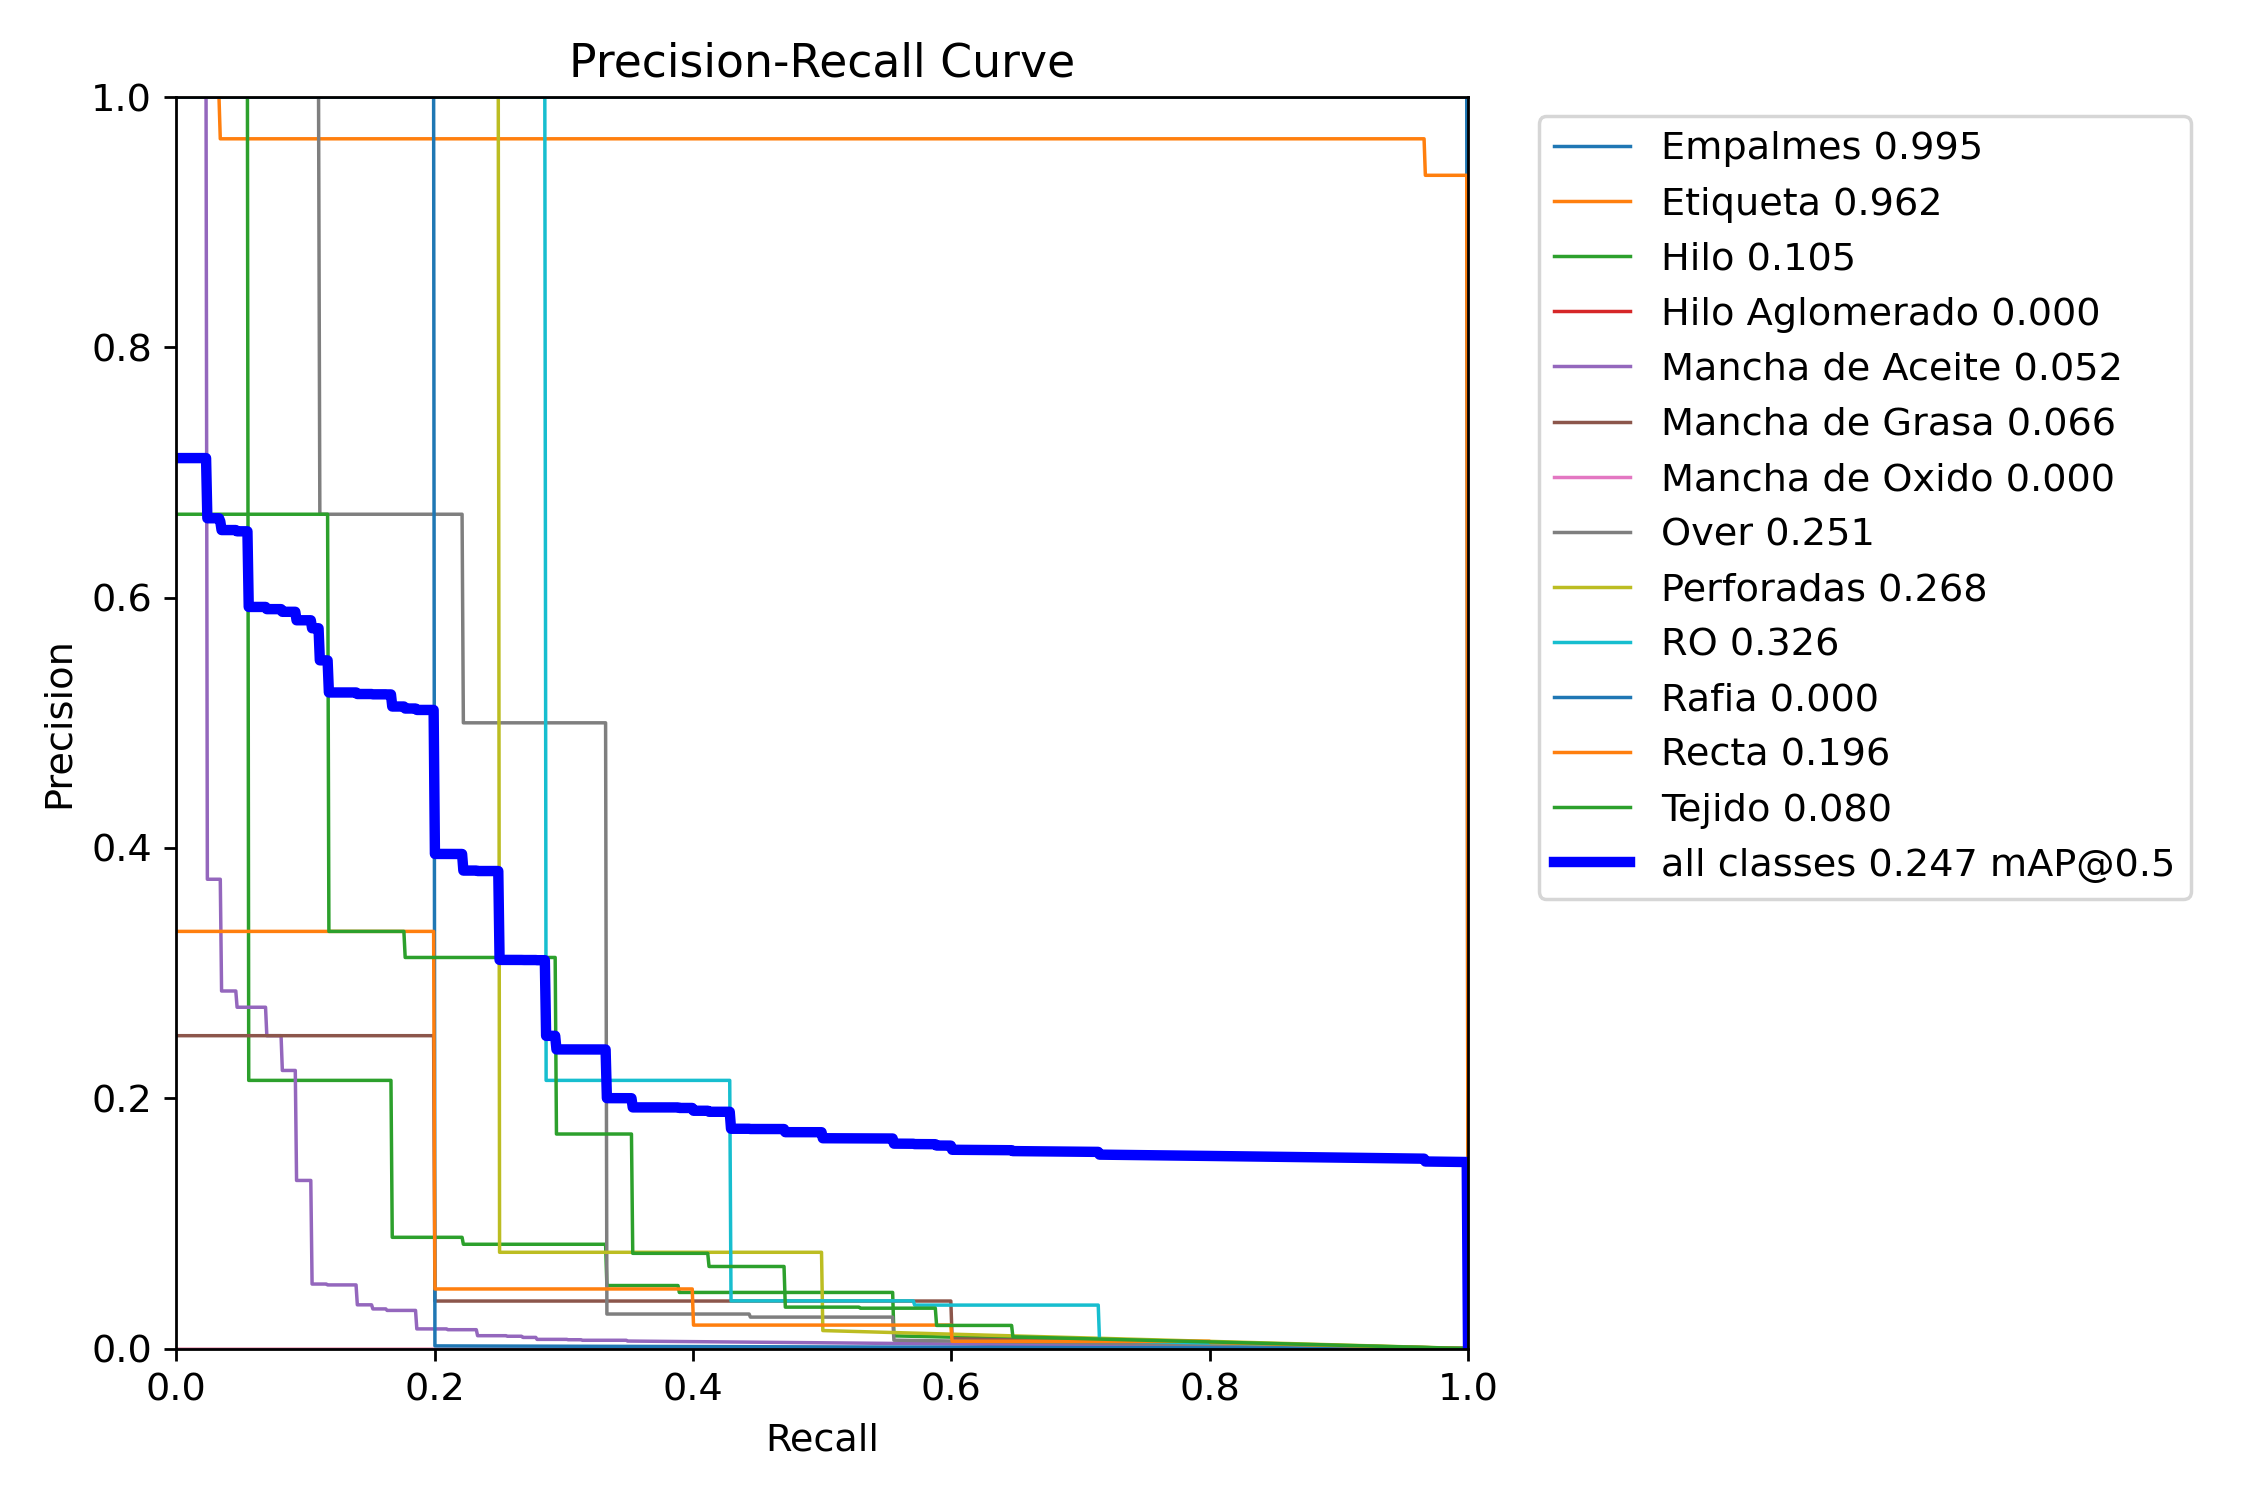 Precision-Recall Curve
1.0
0.8
0.6
0.4
0.2
0.0
Precision
0.0 0.2 0.4 0.6 0.8 1.0
Recall
Empalmes 0.995
Etiqueta 0.962
Hilo 0.105
Hilo Aglomerado 0.000
Mancha de Aceite 0.052
Mancha de Grasa 0.066
Mancha de Oxido 0.000
Over 0.251
Perforadas 0.268
RO 0.326
Rafia 0.000
Recta 0.196
Tejido 0.080
all classes 0.247 mAP@0.5